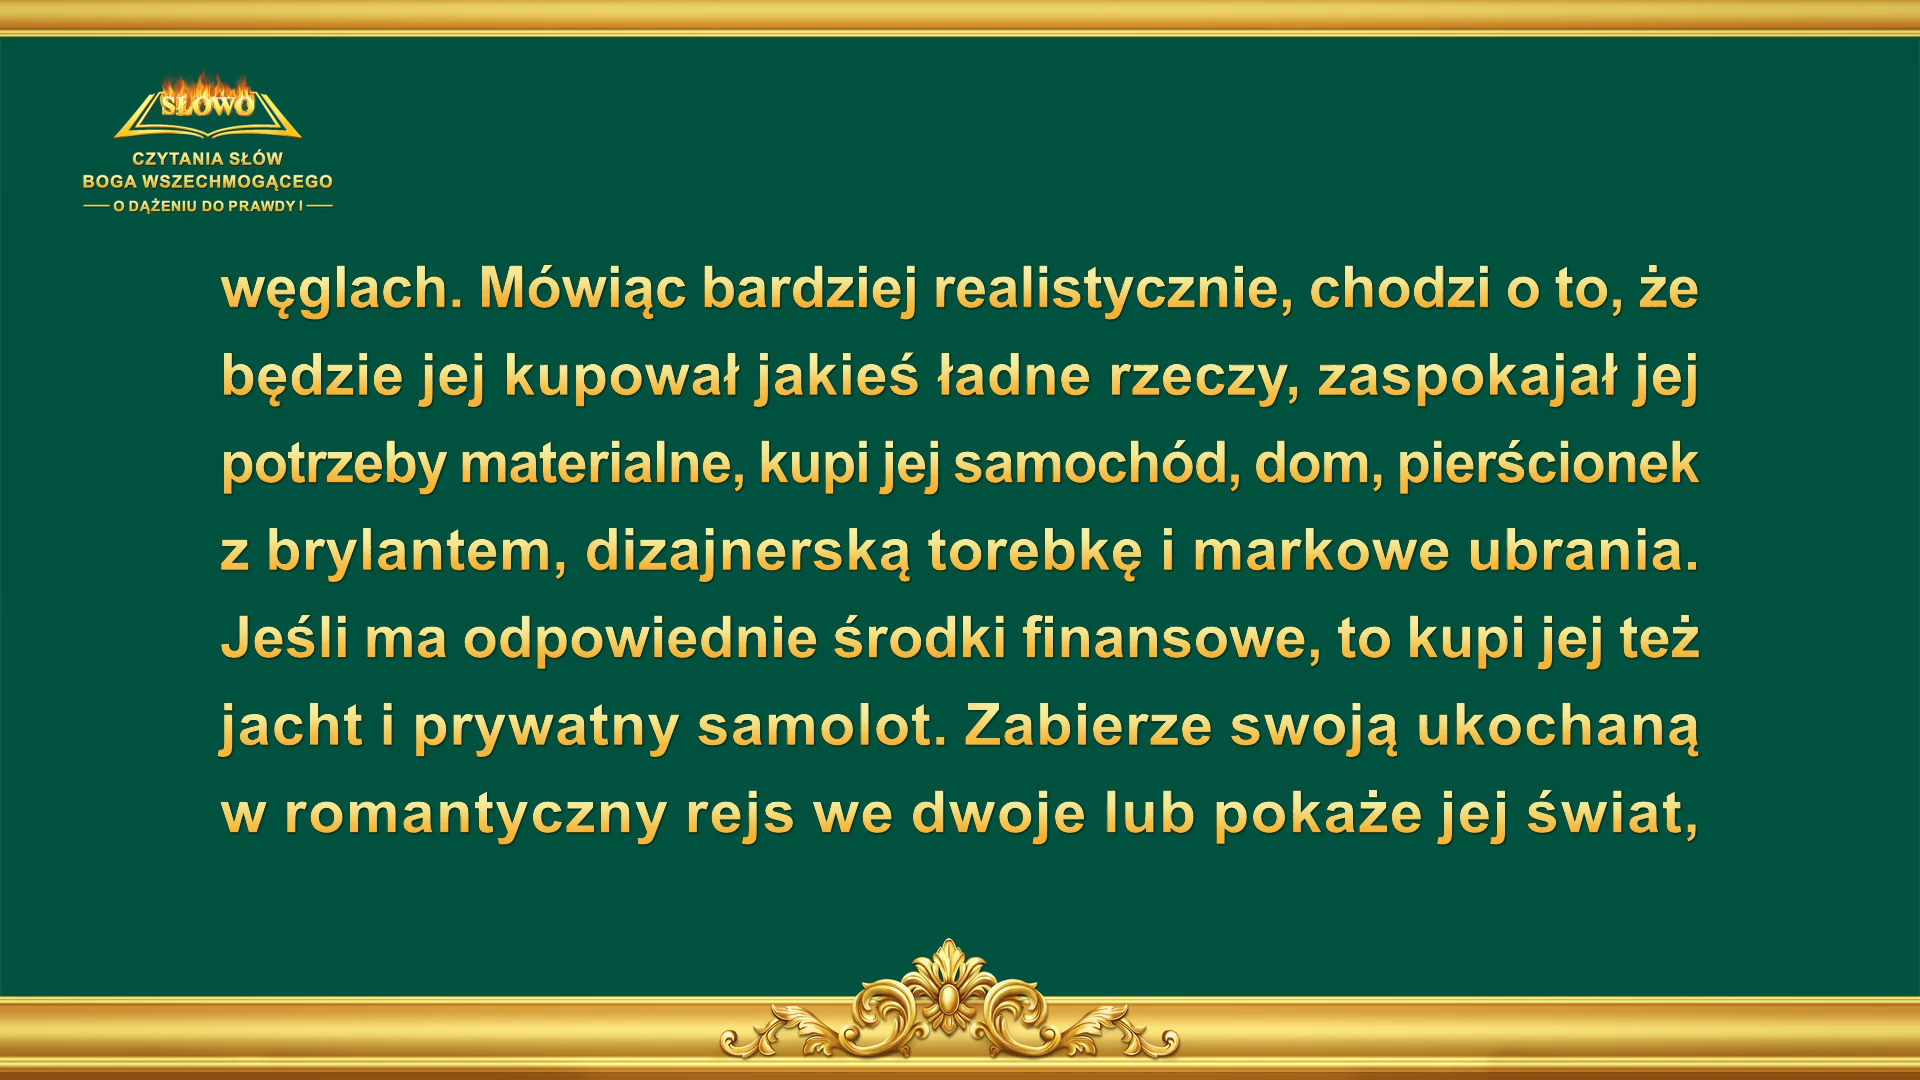 SŁOWO
CZYTANIA SŁÓW
BOGA WSZECHMOGĄCEGO
O DĄŻENIU DO PRAWDY I
węglach. Mówiąc bardziej realistycznie, chodzi o to, że
będzie jej kupował jakieś ładne rzeczy, zaspokajał jej
potrzeby materialne, kupi jej samochód, dom, pierścionek
z brylantem, dizajnerską torebkę i markowe ubrania.
Jeśli ma odpowiednie środki finansowe, to kupi jej też
jacht i prywatny samolot. Zabierze swoją ukochaną
w romantyczny rejs we dwoje lub pokaże jej świat,